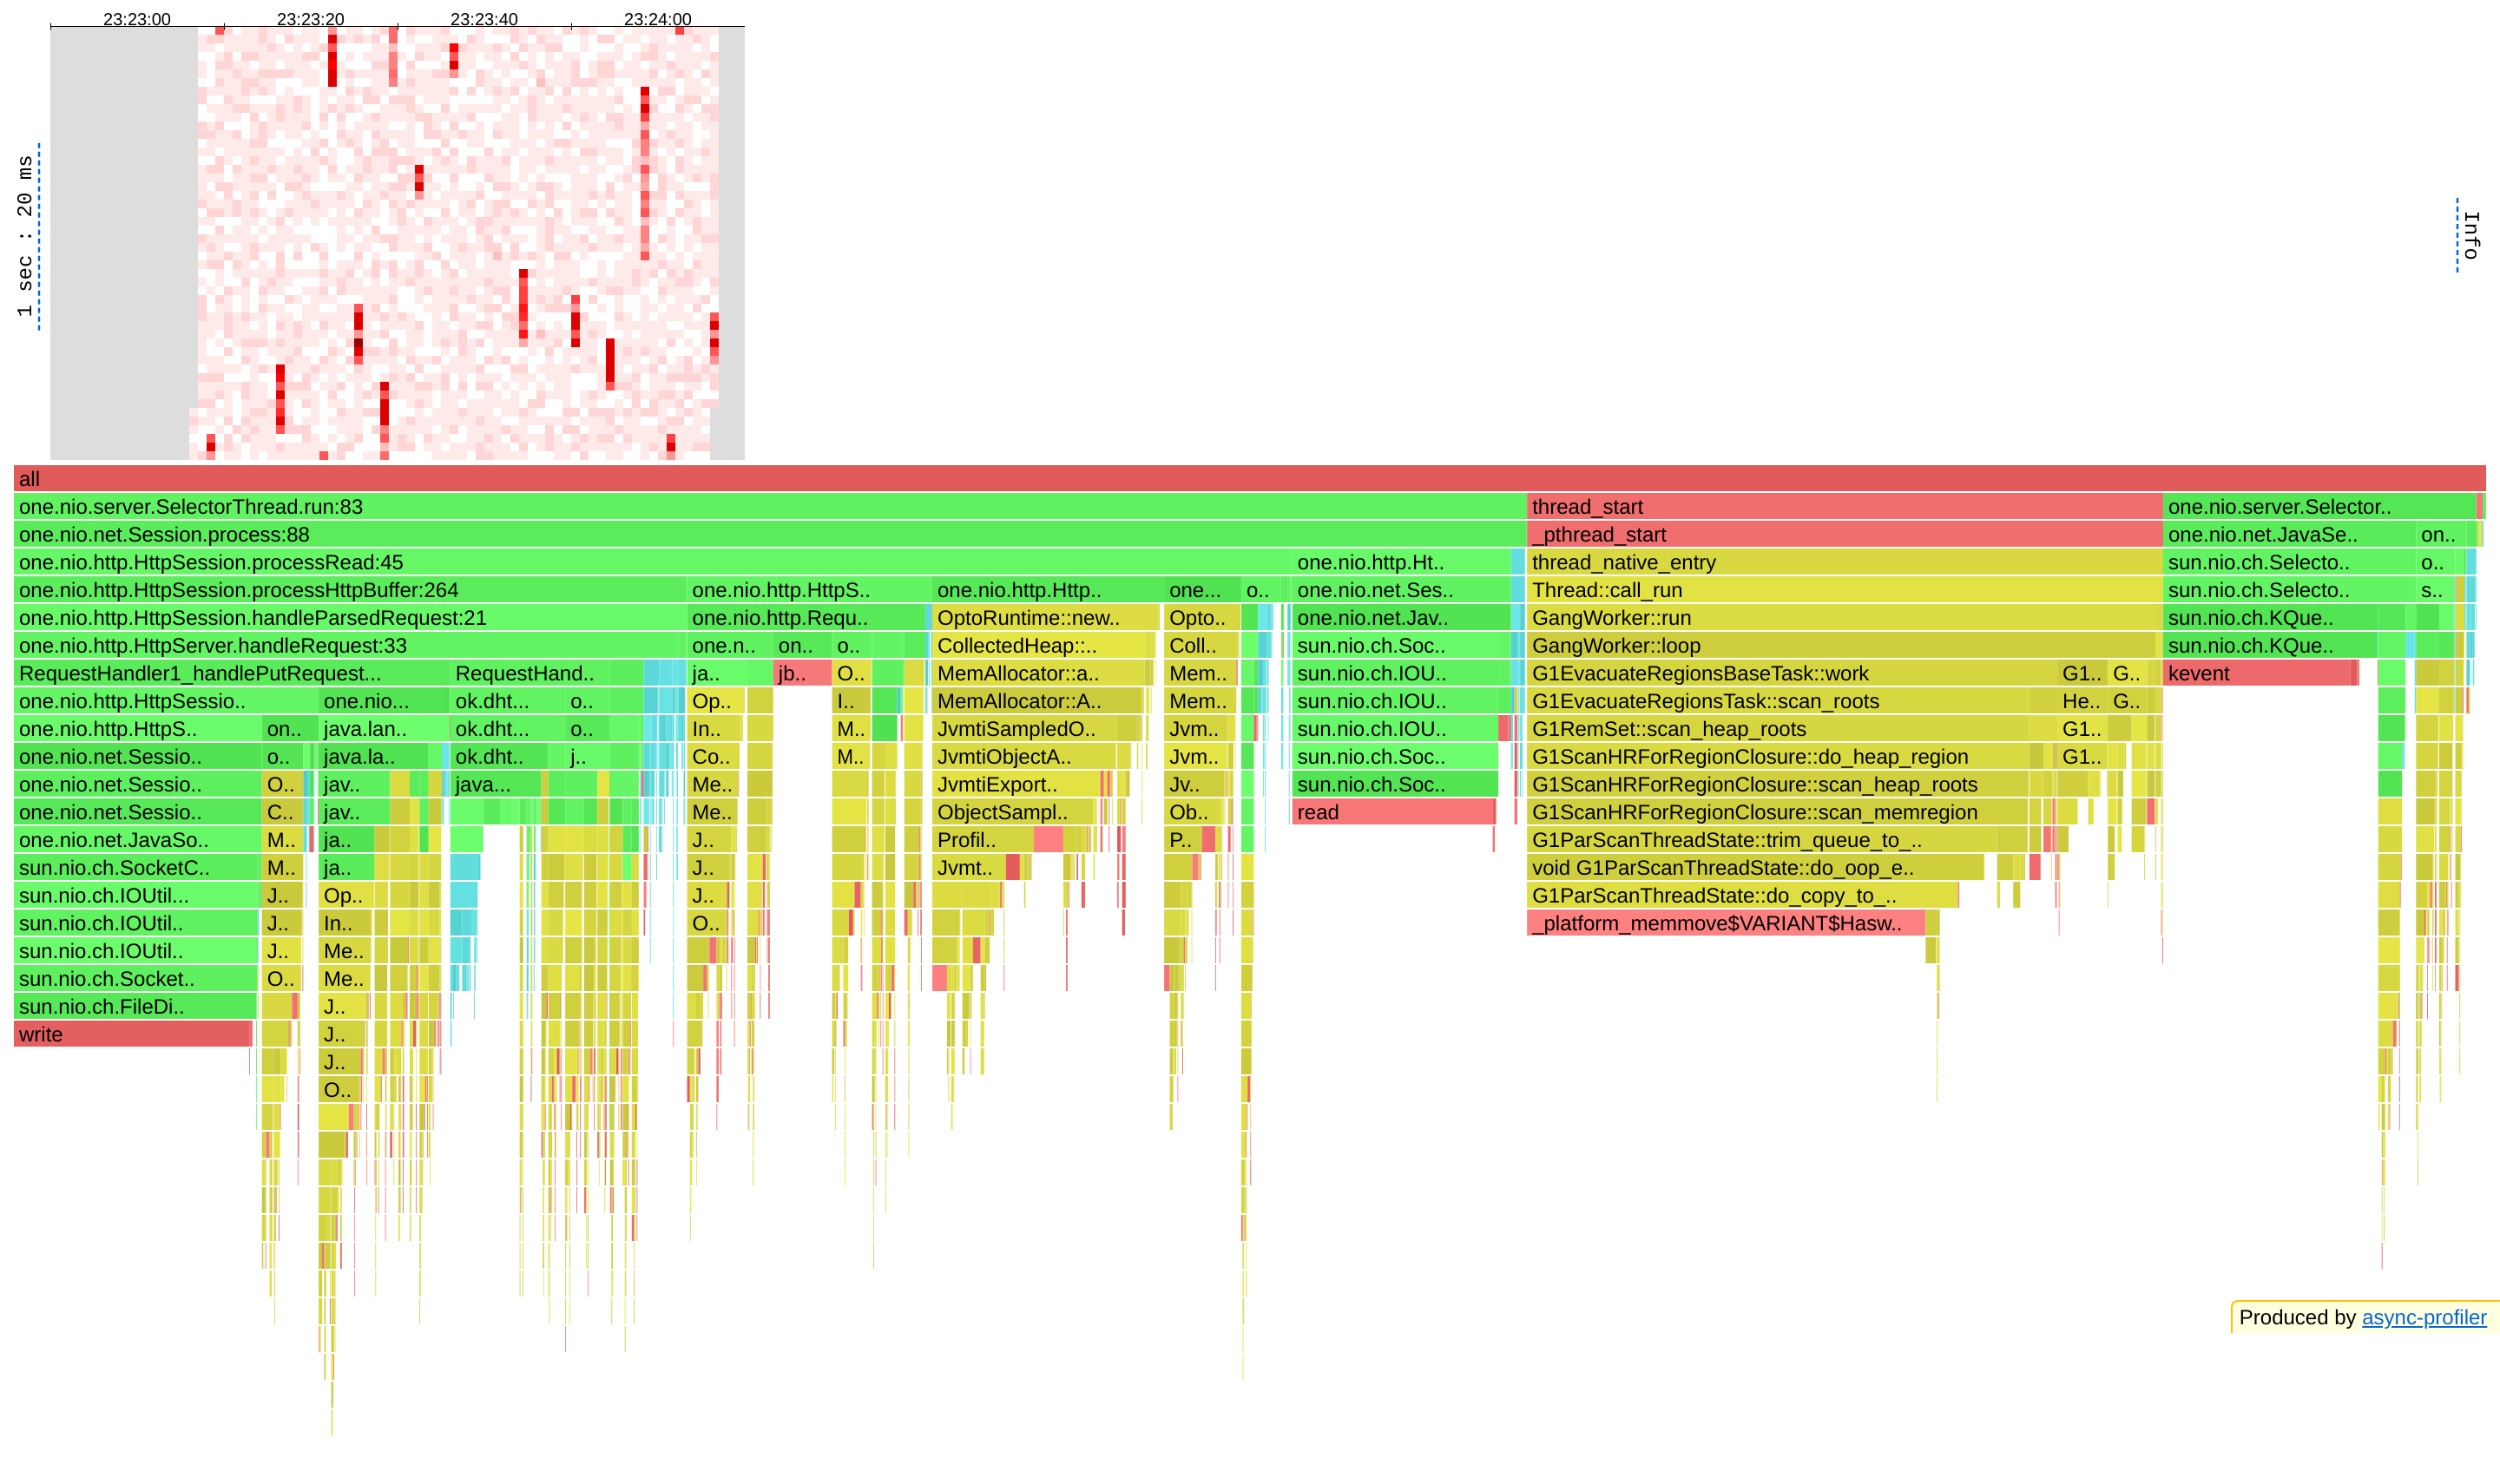 23:23:00 23:23:20 23:23:40 23:24:00
1 sec : 20 ms
Info
all
one.nio.server.SelectorThread.run:83 thread_start one.nio.server.Selector..
one.nio.net.Session.process:88 _pthread_start one.nio.net.JavaSe.. on..
one.nio.http.HttpSession.processRead:45 one.nio.http.Ht.. thread_native_entry sun.nio.ch.Selecto.. o..
one.nio.http.HttpSession.processHttpBuffer:264 one.nio.http.HttpS.. one.nio.http.Http.. one... o.. one.nio.net.Ses.. Thread::call_run sun.nio.ch.Selecto.. s..
one.nio.http.HttpSession.handleParsedRequest:21 one.nio.http.Requ.. OptoRuntime::new.. Opto.. one.nio.net.Jav.. GangWorker::run sun.nio.ch.KQue..
one.nio.http.HttpServer.handleRequest:33 one.n.. on.. o.. CollectedHeap::.. Coll.. sun.nio.ch.Soc.. GangWorker::loop sun.nio.ch.KQue..
RequestHandler1_handlePutRequest... RequestHand.. ja.. jb.. O.. MemAllocator::a.. Mem.. sun.nio.ch.IOU.. G1EvacuateRegionsBaseTask::work G1.. G.. kevent
one.nio.http.HttpSessio.. one.nio... ok.dht... o.. Op.. I.. MemAllocator::A.. Mem.. sun.nio.ch.IOU.. G1EvacuateRegionsTask::scan_roots He.. G..
one.nio.http.HttpS.. on.. java.lan.. ok.dht... o.. In.. M.. JvmtiSampledO.. Jvm.. sun.nio.ch.IOU.. G1RemSet::scan_heap_roots G1..
one.nio.net.Sessio.. o.. java.la.. ok.dht.. j.. Co.. M.. JvmtiObjectA.. Jvm.. sun.nio.ch.Soc.. G1ScanHRForRegionClosure::do_heap_region G1..
one.nio.net.Sessio.. O.. jav.. java... Me.. JvmtiExport.. Jv.. sun.nio.ch.Soc.. G1ScanHRForRegionClosure::scan_heap_roots
one.nio.net.Sessio.. C.. jav.. Me.. ObjectSampl.. Ob.. read G1ScanHRForRegionClosure::scan_memregion
one.nio.net.JavaSo.. M.. ja.. J.. Profil.. P.. G1ParScanThreadState::trim_queue_to_..
sun.nio.ch.SocketC.. M.. ja.. J.. Jvmt.. void G1ParScanThreadState::do_oop_e..
sun.nio.ch.IOUtil... J.. Op.. J.. G1ParScanThreadState::do_copy_to_..
sun.nio.ch.IOUtil.. J.. In.. O.. _platform_memmove$VARIANT$Hasw..
sun.nio.ch.IOUtil.. J.. Me..
sun.nio.ch.Socket.. O.. Me..
sun.nio.ch.FileDi.. J..
write J..
J..
O..
Produced by async-profiler